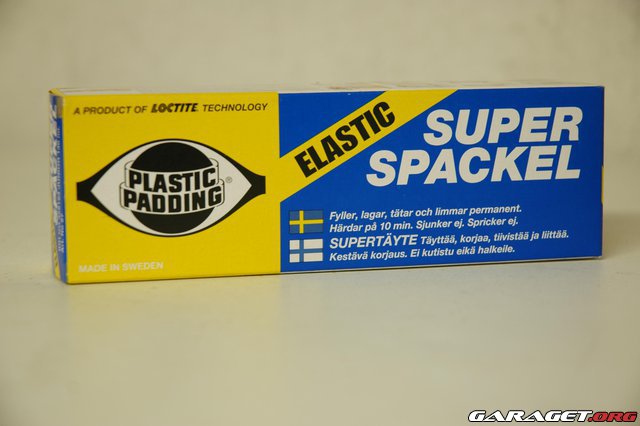 A PRODUCT OF LOCTITE TECHNOLOGY
PLASTIC
PADDING®
MADE IN SWEDEN
ELASTIC
SUPER
SPACKEL
Fyller, lagar, tätar och limmar permanent.
Härdar på 10 min. Sjunker ej. Spricker ej.
SUPERTÄYTE Täyttää, korjaa, tiivistää ja liittää.
Kestävä korjaus. Ei kutistu eikä halkeile.
GARAGET.ORG